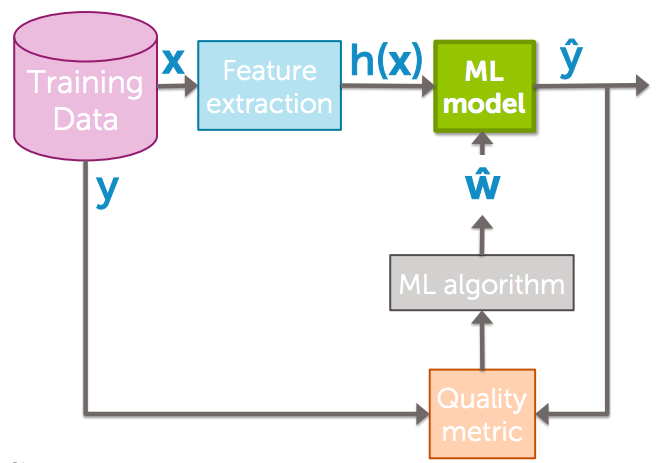 Training
Data
x
Feature
extraction
h(x)
ML
model
ŷ
y
ŵ
ML algorithm
Quality
metric